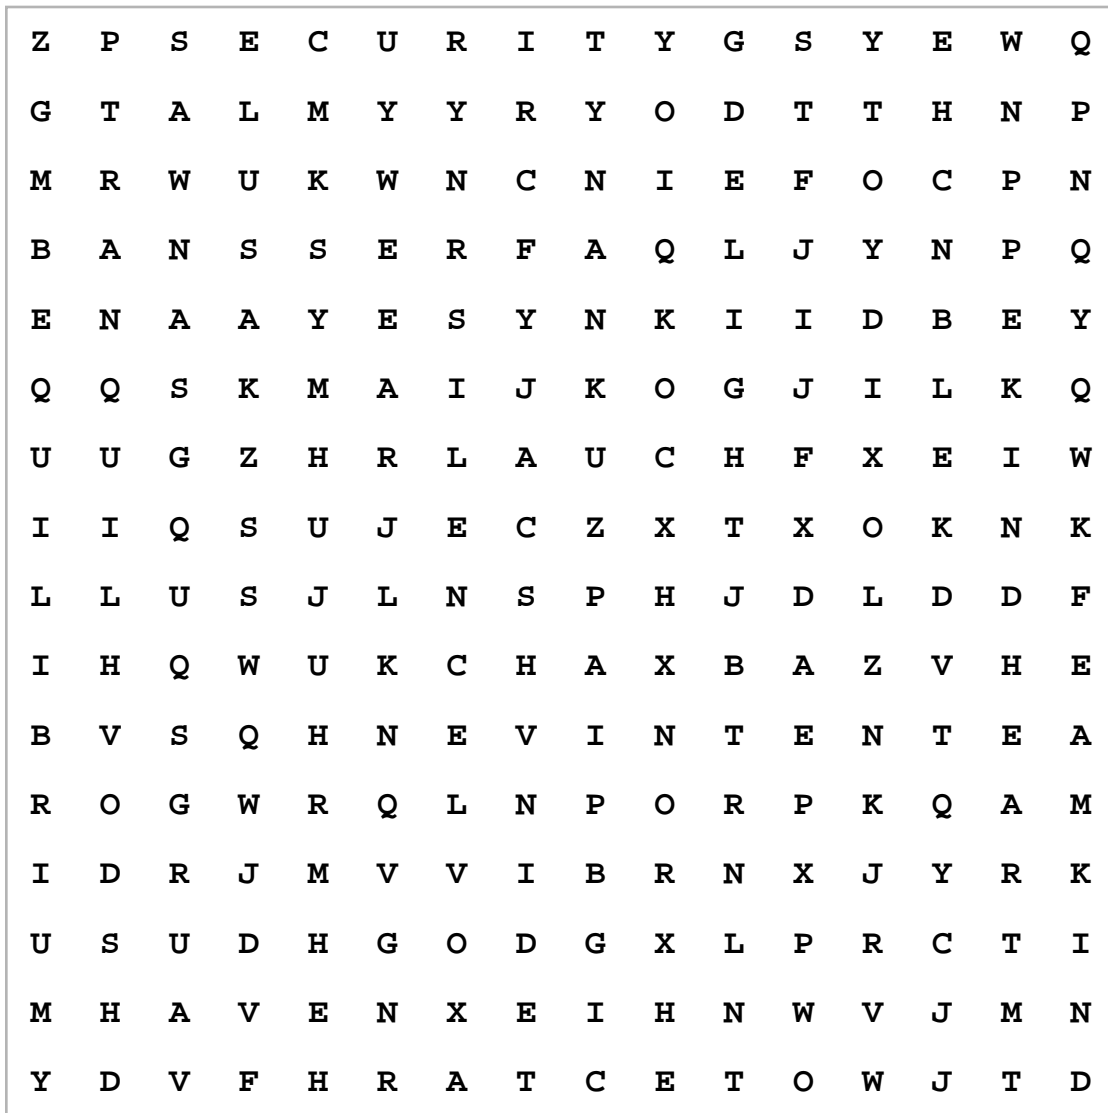 Z P S E C U R I T Y G S Y E W Q
G T A L M Y Y R Y O D T T H N P
M R W U K W N C N I E F O C P N
B A N S S E R F A Q L J Y N P Q
E N A A Y E S Y N K I I D B E Y
Q Q S K M A I J K O G J I L K Q
U U G Z H R L A U C H F X E I W
I I Q S U J E C Z X T X O K N K
L L U S J L N S P H J D L D D F
I H Q W U K C H A X B A Z V H E
B V S Q H N E V I N T E N T E A
R O G W R Q L N P O R P K Q A M
I D R J M V V I B R N X J Y R K
U S U D H G O D G X L P R C T I
M H A V E N X E I H N W V J M N
Y D V F H R A T C E T O W J T D